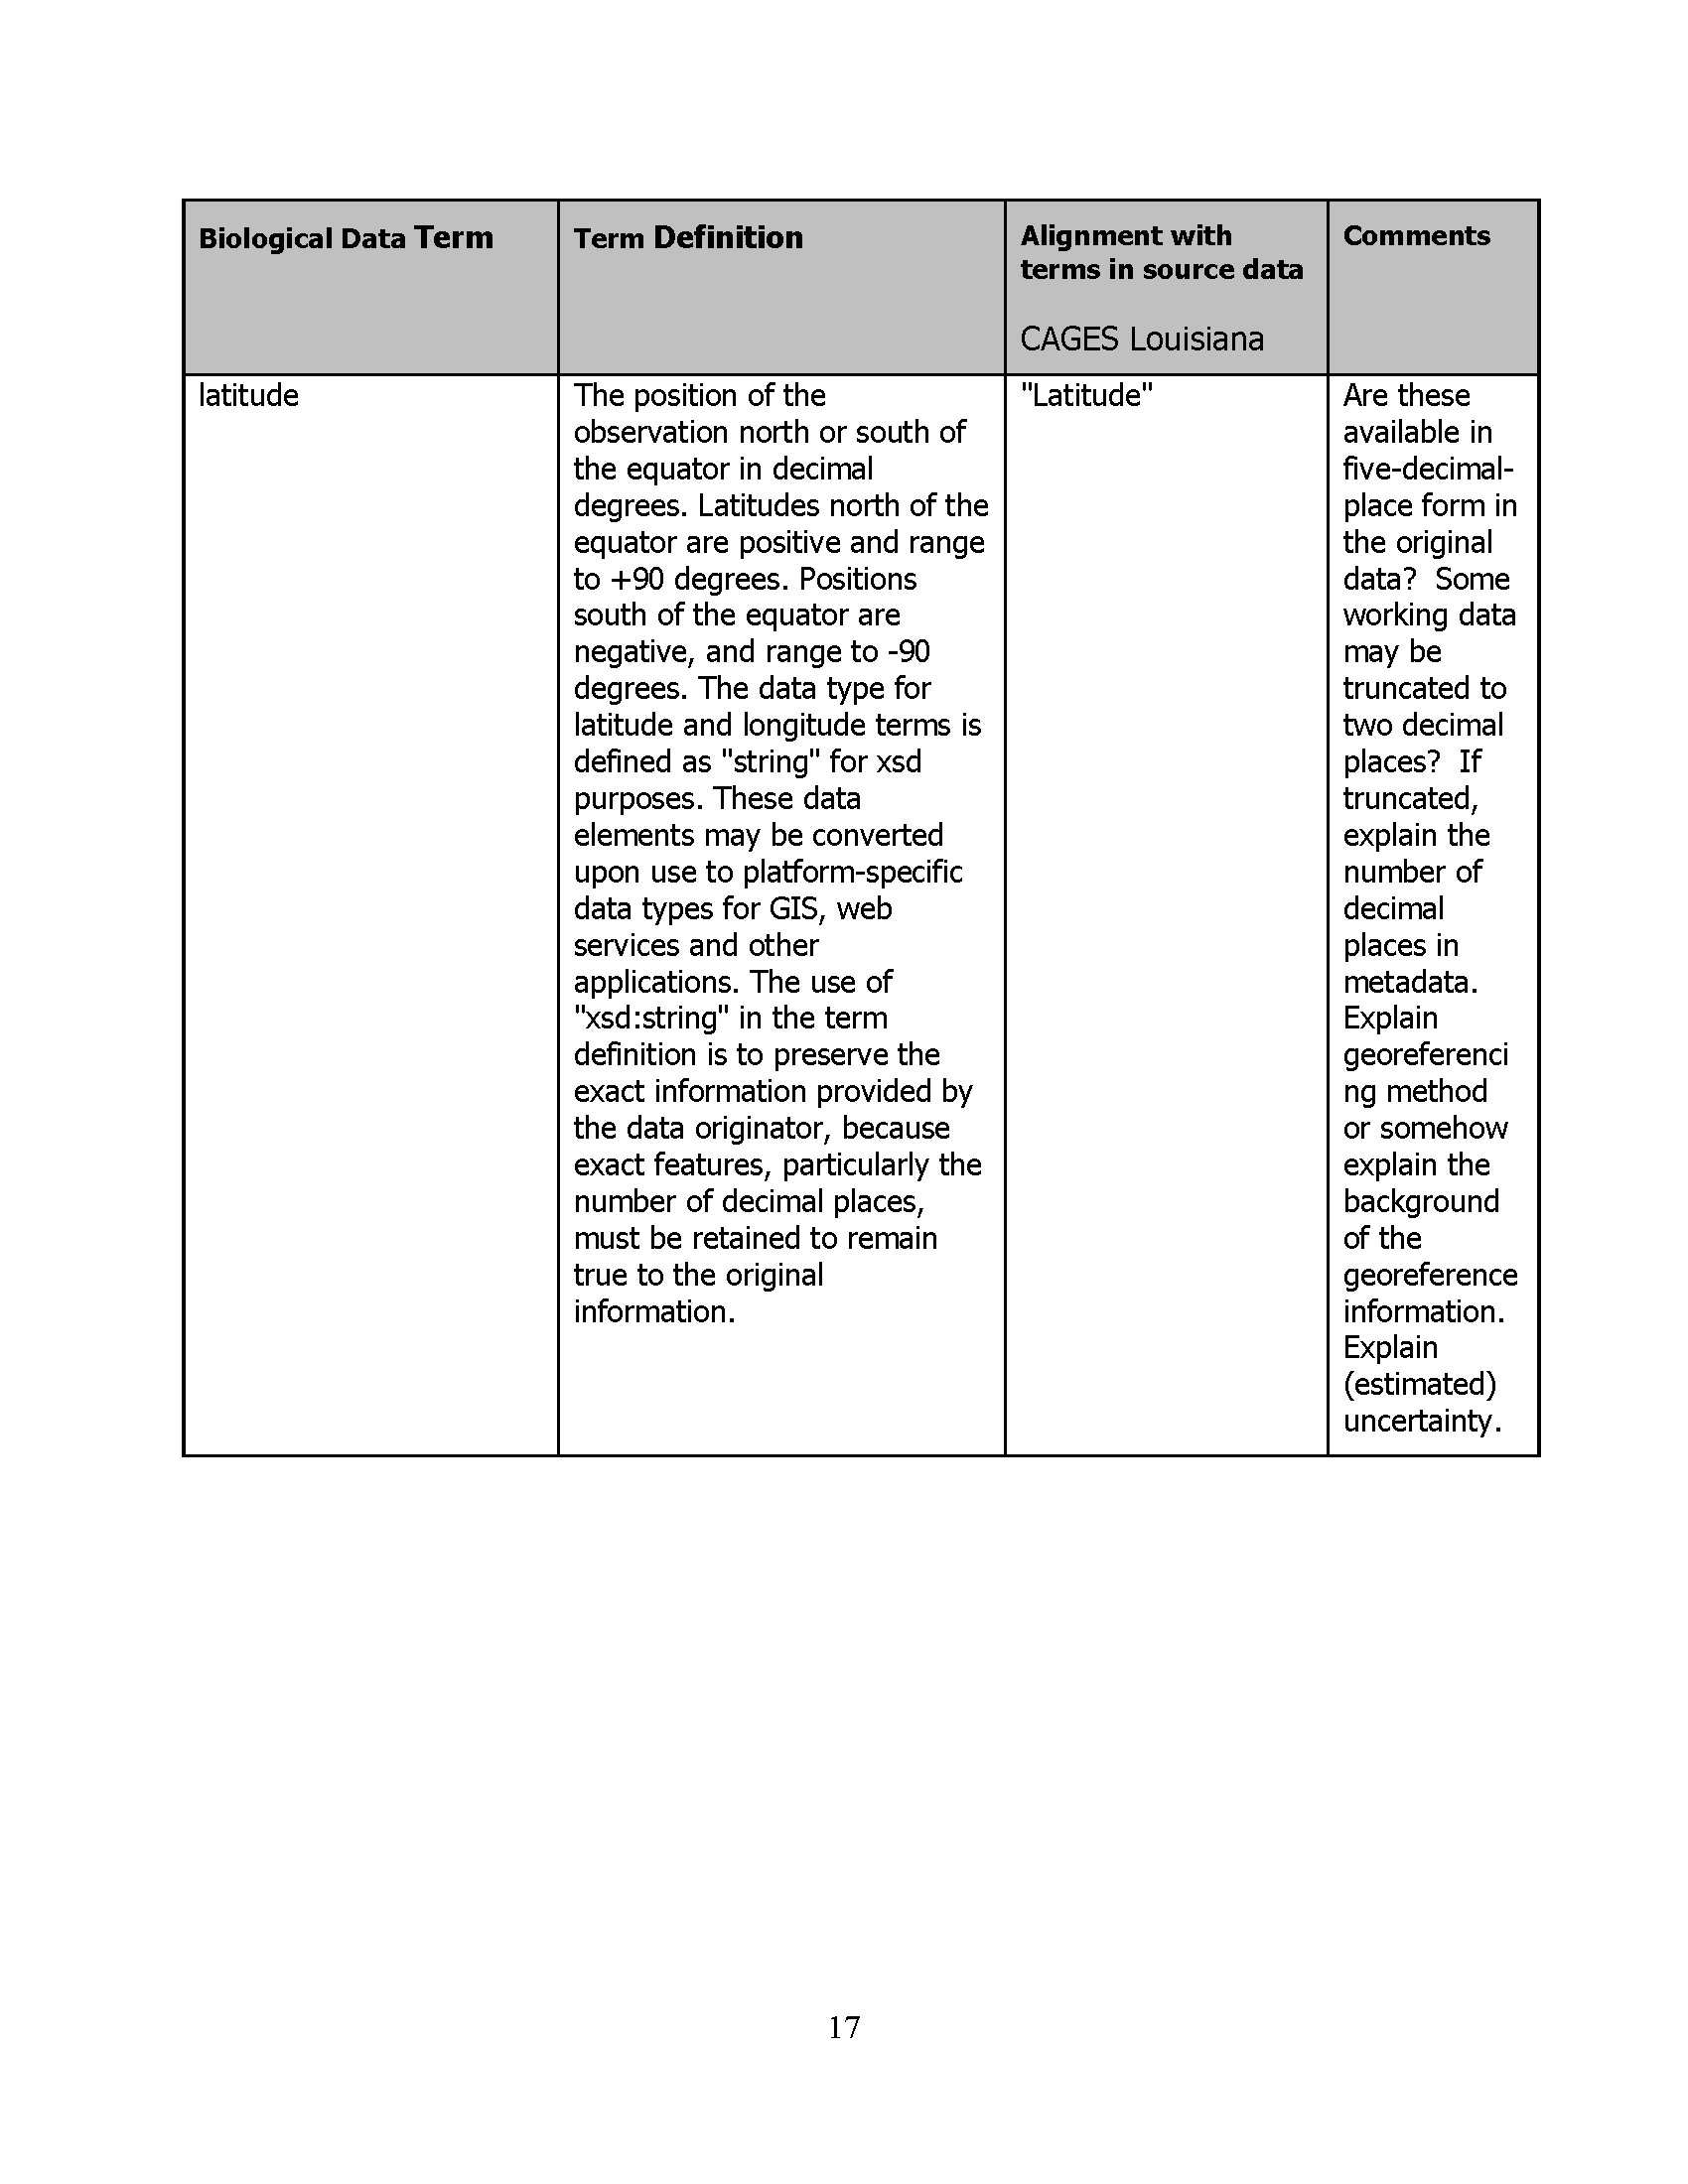 Biological Data Term
Term Definition
Alignment with
terms in source data
CAGES Louisiana
Comments
latitude
The position of the
observation north or south of
the equator in decimal
degrees. Latitudes north of the
equator are positive and range
to +90 degrees. Positions
south of the equator are
negative, and range to -90
degrees. The data type for
latitude and longitude terms is
defined as "string" for xsd
purposes. These data
elements may be converted
upon use to platform-specific
data types for GIS, web
services and other
applications. The use of
"xsd:string" in the term
definition is to preserve the
exact information provided by
the data originator, because
exact features, particularly the
number of decimal places,
must be retained to remain
true to the original
information.
"Latitude"
Are these
available in
five-decimal-
place form in
the original
data?  Some
working data
may be
truncated to
two decimal
places?  If
truncated,
explain the
number of
decimal
places in
metadata.
Explain
georeferenci
ng method
or somehow
explain the
background
of the
georeference
information.
Explain
(estimated)
uncertainty.
17